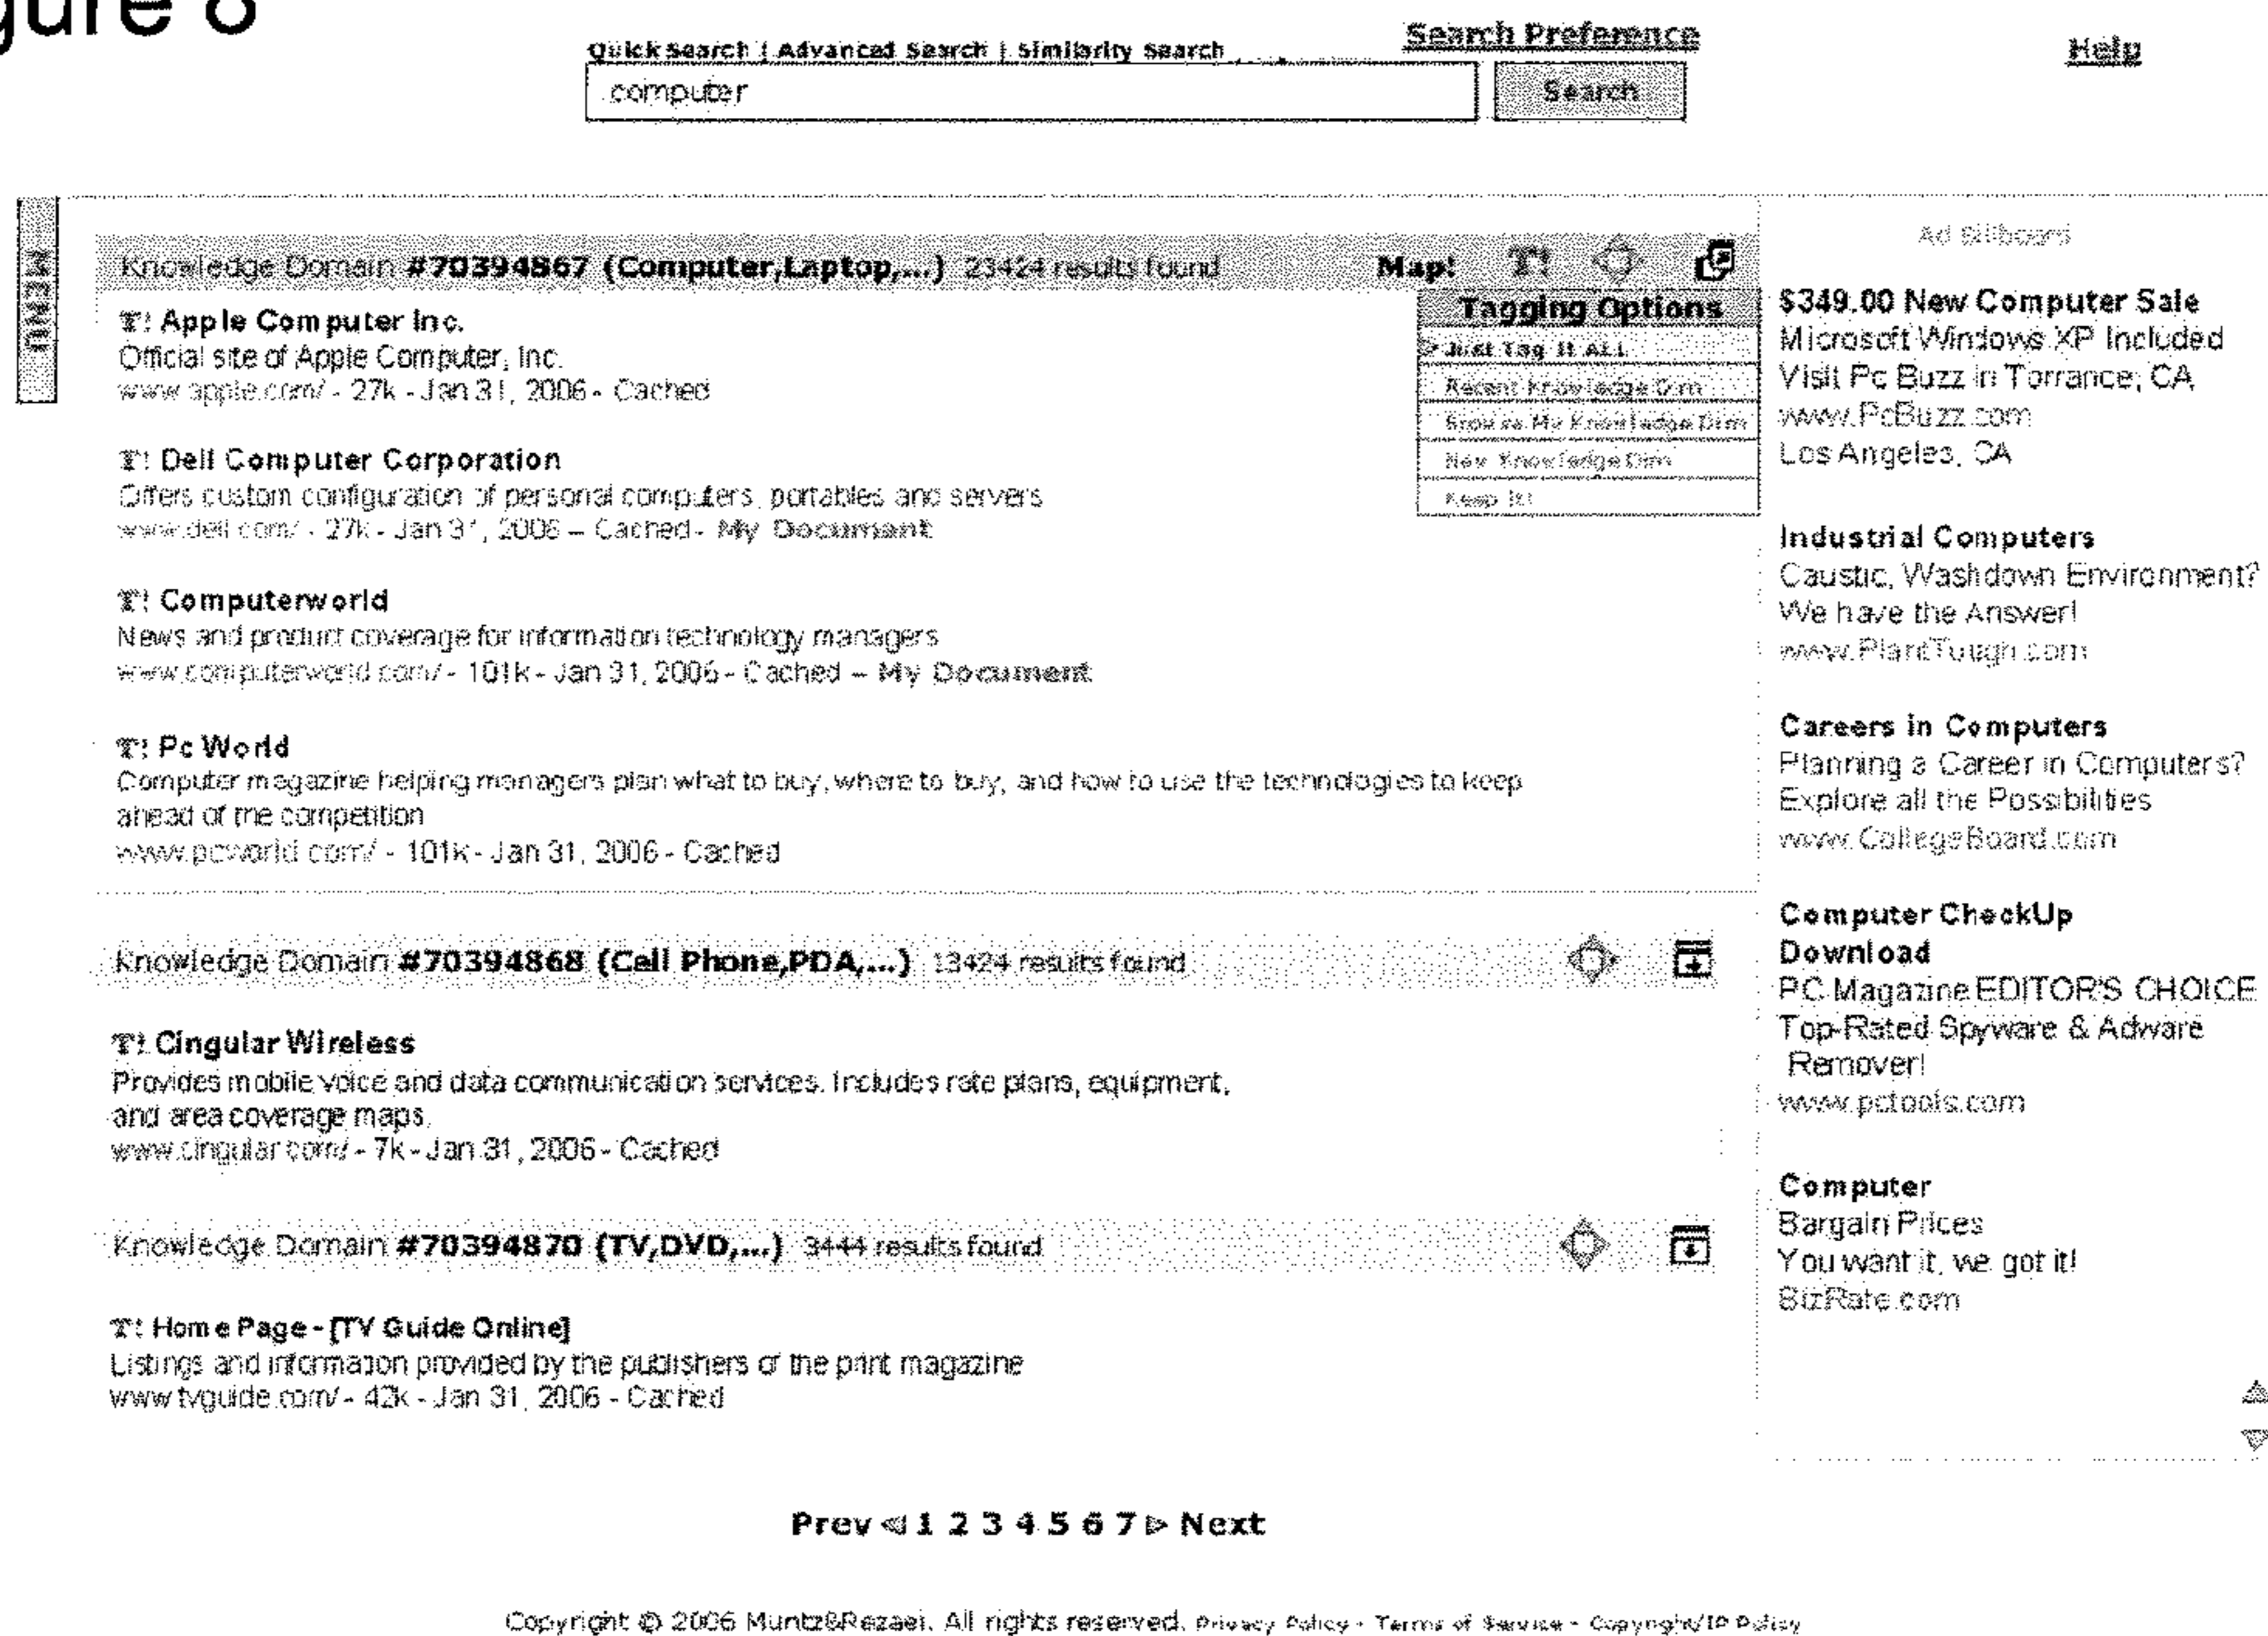 gure 8
Quick Search | Advanced Search | Similarity Search
Search Preference
Help
computer
Search
MENU
Knowledge Domain #70394867 (Computer,Laptop,...) 23424 results found
Map! T!
Tagging Options
Just Tag It ALL
Recent Knowledge Dim
Browse My Knowledge Dim
New Knowledge Dim
Keep It!
T! Apple Computer Inc.
Official site of Apple Computer, Inc.
www.apple.com/ - 27k - Jan 31, 2006 - Cached
T! Dell Computer Corporation
Offers custom configuration of personal computers, portables and servers
www.dell.com/ - 27k - Jan 31, 2006 – Cached - My Document
T! Computerworld
News and product coverage for information technology managers
www.computerworld.com/ - 101k - Jan 31, 2006 - Cached – My Document
T! Pc World
Computer magazine helping managers plan what to buy, where to buy, and how to use the technologies to keep
ahead of the competition
www.pcworld.com/ - 101k - Jan 31, 2006 - Cached
Knowledge Domain #70394868 (Cell Phone,PDA,...) 13424 results found
T! Cingular Wireless
Provides mobile voice and data communication services. Includes rate plans, equipment,
and area coverage maps.
www.cingular.com/ - 7k - Jan 31, 2006 - Cached
Knowledge Domain #70394870 (TV,DVD,...) 3444 results found
T! Home Page - [TV Guide Online]
Listings and information provided by the publishers of the print magazine
www.tvguide.com/ - 42k - Jan 31, 2006 - Cached
Ad Billboard
$349.00 New Computer Sale
Microsoft Windows XP Included
Visit Pc Buzz in Torrance, CA
www.PcBuzz.com
Los Angeles, CA
Industrial Computers
Caustic, Washdown Environment?
We have the Answer!
www.PlantTough.com
Careers in Computers
Planning a Career in Computers?
Explore all the Possibilities
www.CollegeBoard.com
Computer CheckUp
Download
PC Magazine EDITOR'S CHOICE
Top-Rated Spyware & Adware
Remover!
www.pctools.com
Computer
Bargain Prices
You want it, we got it!
BizRate.com
Prev 1 2 3 4 5 6 7 Next
Copyright © 2006 Muntz&Rezaei. All rights reserved. Privacy Policy - Terms of Service - Copyright/IP Policy